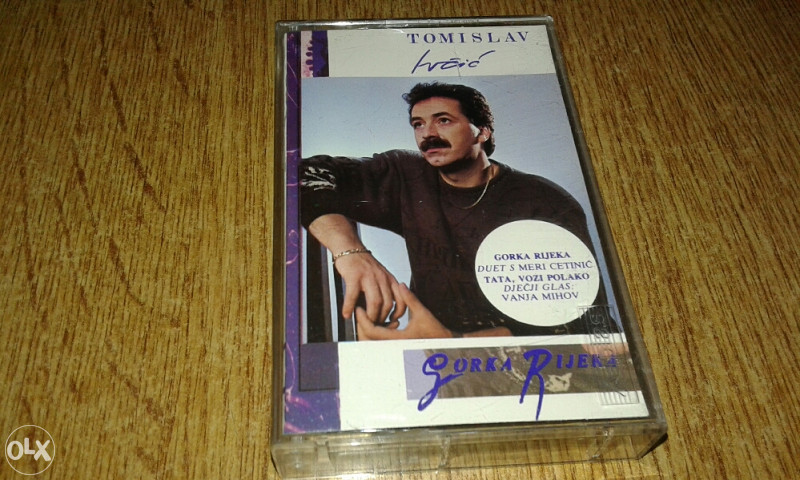 TOMISLAV
Ivčić
GORKA RIJEKA
DUET S MERI CETINIĆ
TATA, VOZI POLAKO
DJEČJI GLAS:
VANJA MIHOV
GORKA RIJEKA
OLX